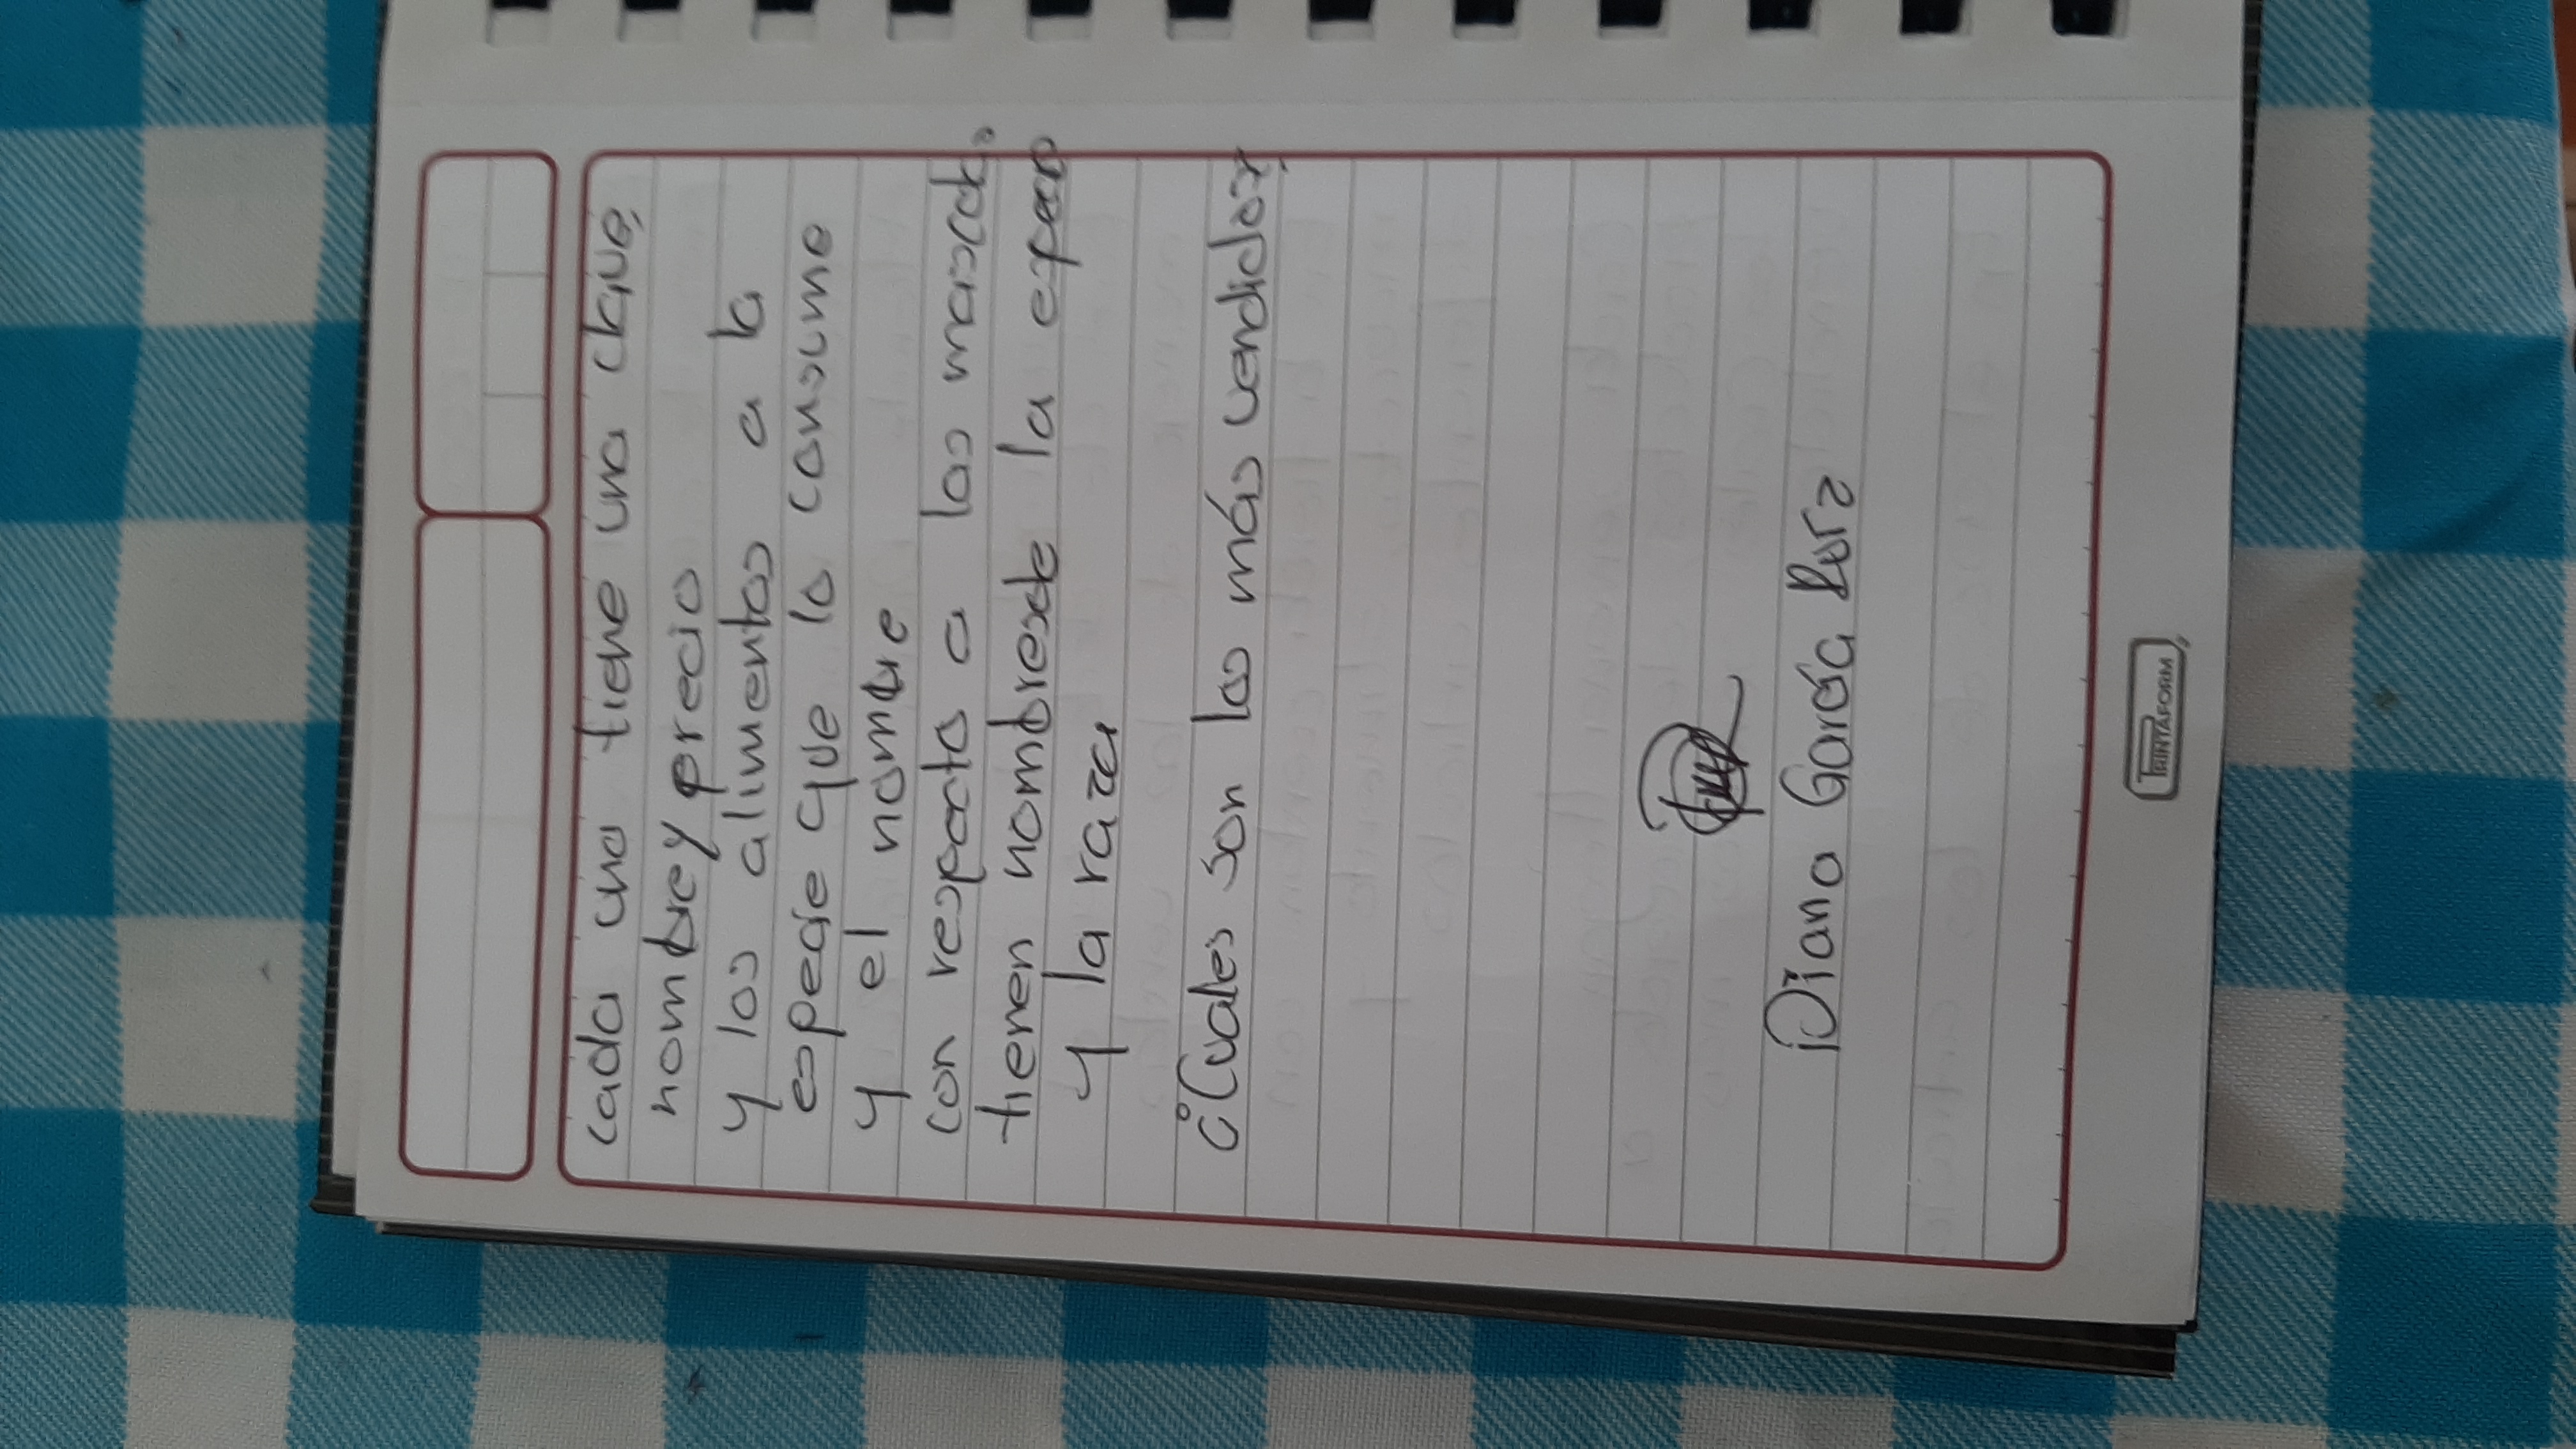 cada una tiene una clave,
nombre y precio
y los alimentos a la
especie que lo consume
y el nombre
con respecto a las mascotas
tienen nombres de la especie
y la raza
¿Cuales son los más vendidos?
Diana García Ruíz
PRINTAFORM